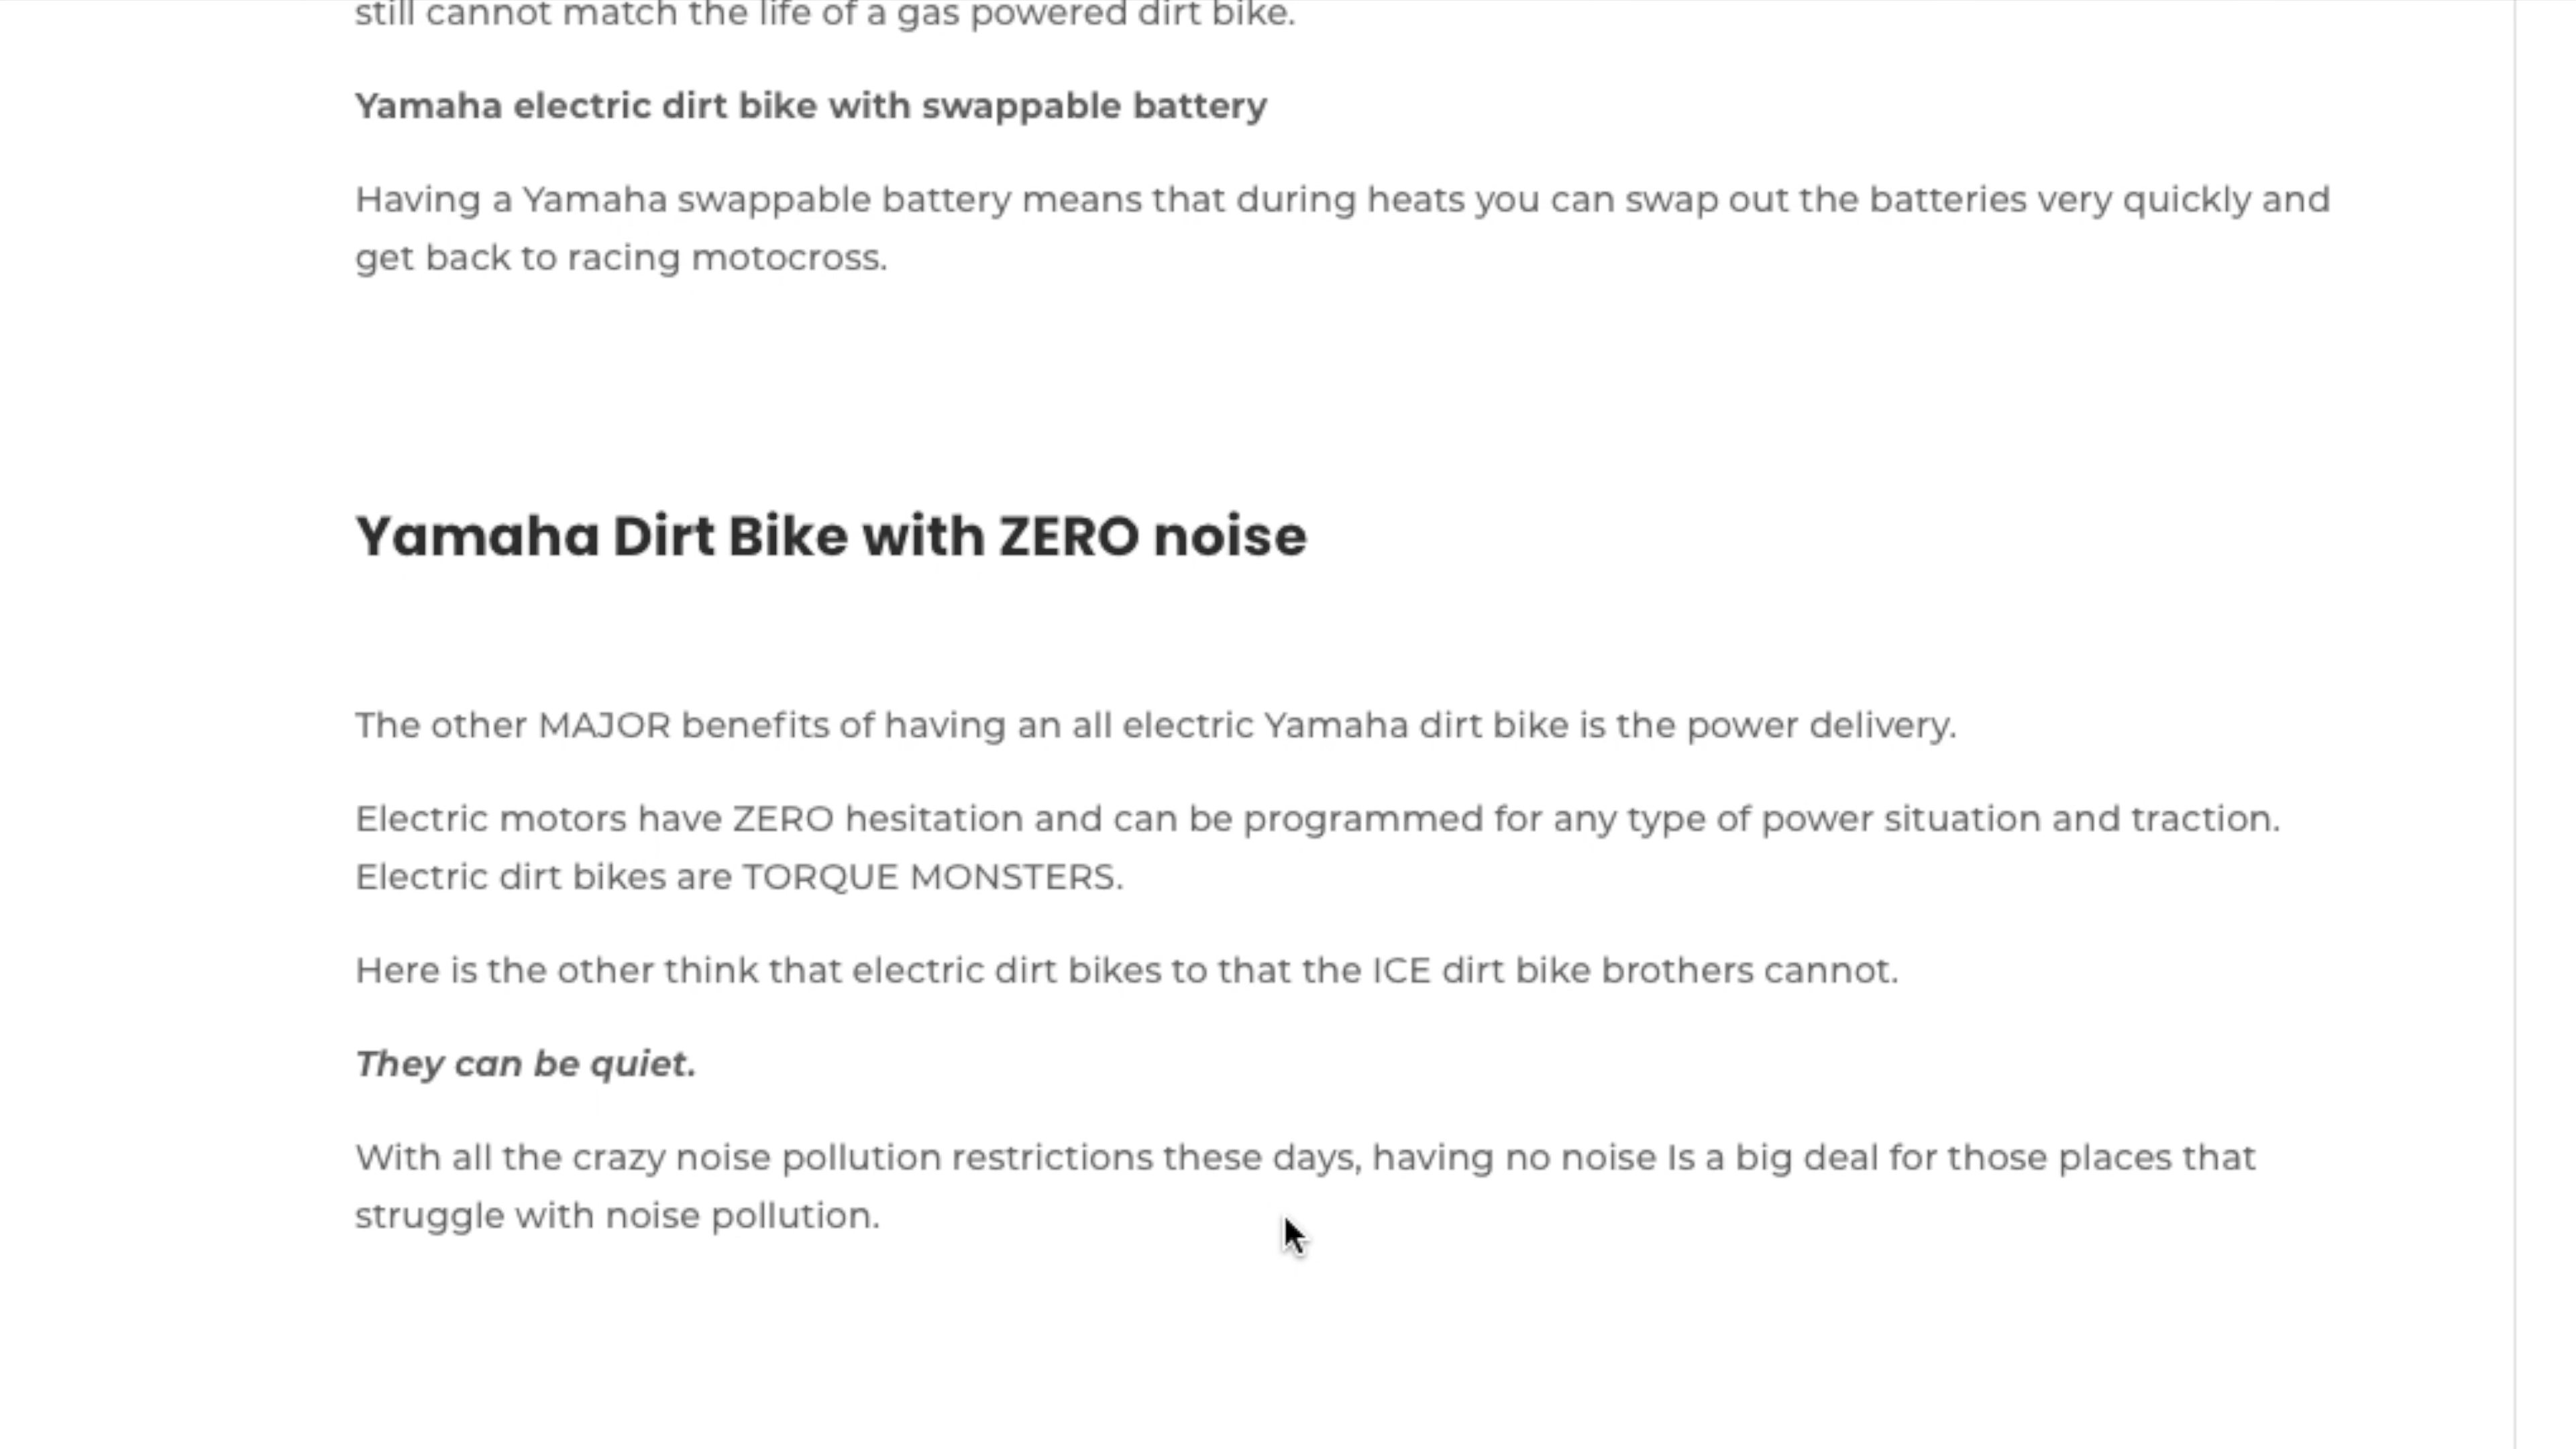 still cannot match the life of a gas powered dirt bike.
Yamaha electric dirt bike with swappable battery
Having a Yamaha swappable battery means that during heats you can swap out the batteries very quickly and
get back to racing motocross.
Yamaha Dirt Bike with ZERO noise
The other MAJOR benefits of having an all electric Yamaha dirt bike is the power delivery.
Electric motors have ZERO hesitation and can be programmed for any type of power situation and traction.
Electric dirt bikes are TORQUE MONSTERS.
Here is the other think that electric dirt bikes to that the ICE dirt bike brothers cannot.
They can be quiet.
With all the crazy noise pollution restrictions these days, having no noise Is a big deal for those places that
struggle with noise pollution.